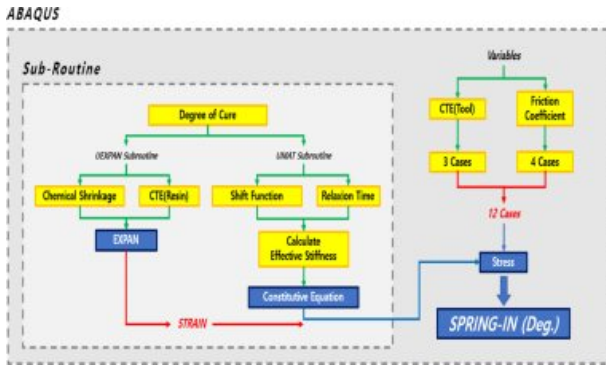 ABAQUS
Sub-Routine
Degree of Cure
UEXPAN Subroutine
UMAT Subroutine
Chemical Shrinkage
CTE(Resin)
Shift Function
Relaxion Time
EXPAN
Calculate
Effective Stiffness
Constitutive Equation
STRAIN
Variables
CTE(Tool)
Friction
Coefficient
3 Cases
4 Cases
12 Cases
Stress
SPRING-IN (Deg.)